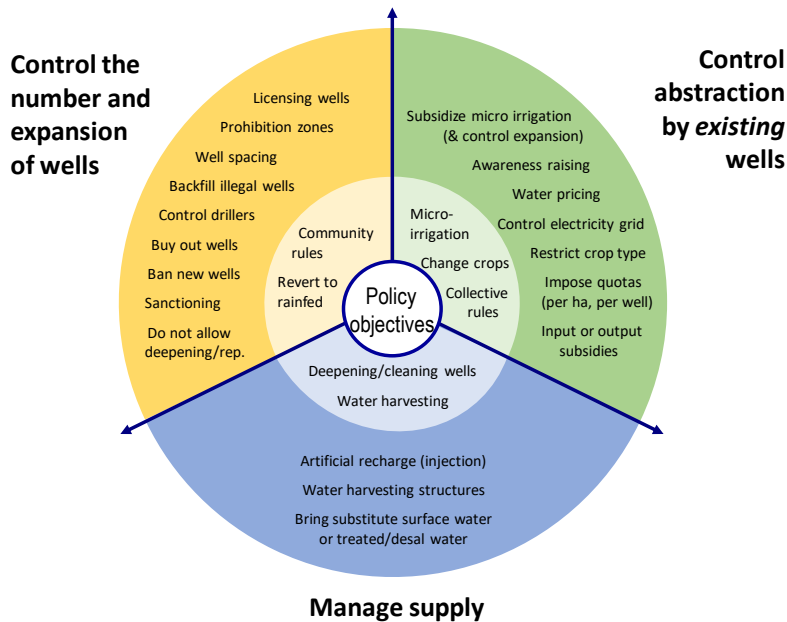 Control the
number and
expansion
of wells
Licensing wells
Prohibition zones
Well spacing
Backfill illegal wells
Control drillers
Buy out wells
Ban new wells
Sanctioning
Do not allow
deepening/rep.
Community
rules
Revert to
rainfed
Control
abstraction
by existing
wells
Subsidize micro irrigation
(& control expansion)
Awareness raising
Water pricing
Control electricity grid
Restrict crop type
Impose quotas
(per ha, per well)
Input or output
subsidies
Micro-
irrigation
Change crops
Collective
rules
Policy
objectives
Deepening/cleaning wells
Water harvesting
Artificial recharge (injection)
Water harvesting structures
Bring substitute surface water
or treated/desal water
Manage supply